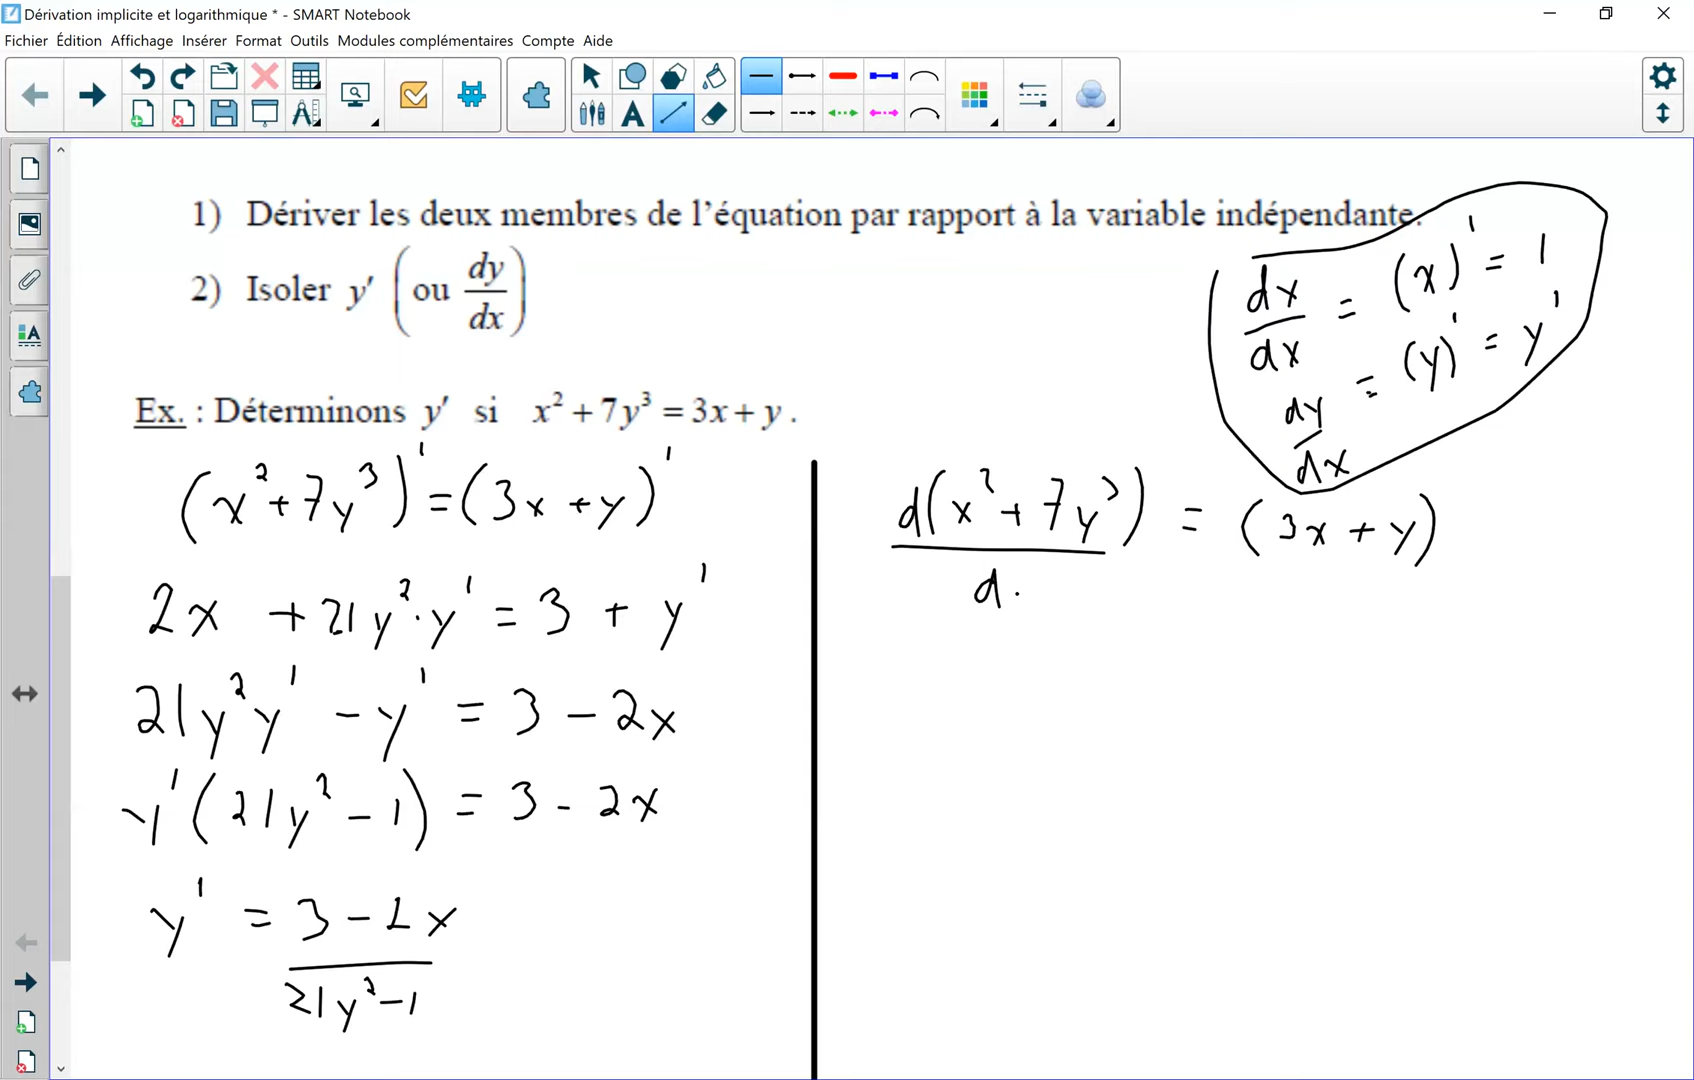 Dérivation implicite et logarithmique * - SMART Notebook
Fichier Édition Affichage Insérer Format Outils Modules complémentaires Compte Aide
1) Dériver les deux membres de l'équation par rapport à la variable indépendante.
2) Isoler y' (ou dy/dx)
dx/dx = (x)' = 1
dy/dx = (y)' = y'
Ex. : Déterminons y' si x² + 7y³ = 3x + y .
(x² + 7y³)' = (3x + y)'
2x + 21y² · y' = 3 + y'
21y²y' - y' = 3 - 2x
y'(21y² - 1) = 3 - 2x
y' = 3 - 2x
21y² - 1
d(x² + 7y³) = (3x + y)
d.